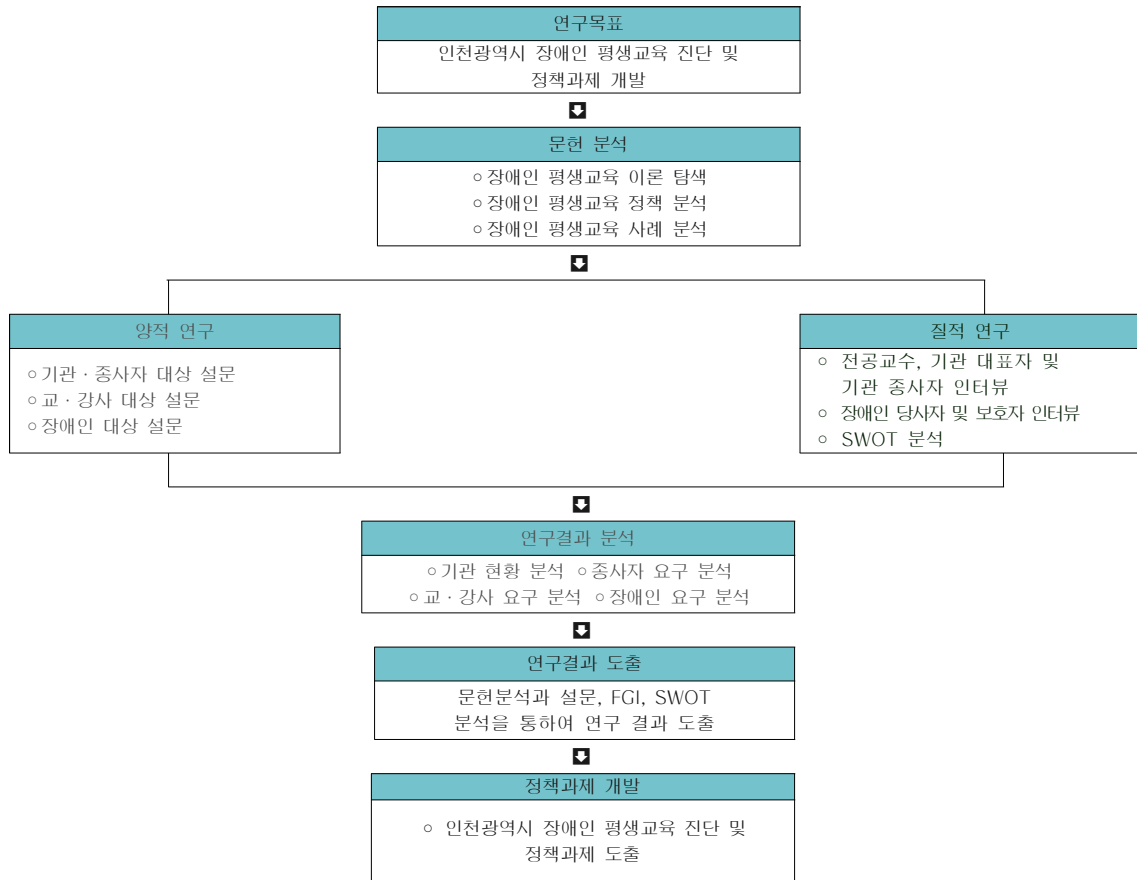 연구목표
인천광역시 장애인 평생교육 진단 및
정책과제 개발
문헌 분석
○장애인 평생교육 이론 탐색
○장애인 평생교육 정책 분석
○장애인 평생교육 사례 분석
양적 연구
○기관·종사자 대상 설문
○교·강사 대상 설문
○장애인 대상 설문
질적 연구
○ 전공교수, 기관 대표자 및
기관 종사자 인터뷰
○ 장애인 당사자 및 보호자 인터뷰
○ SWOT 분석
연구결과 분석
○기관 현황 분석 ○종사자 요구 분석
○교·강사 요구 분석 ○장애인 요구 분석
연구결과 도출
문헌분석과 설문, FGI, SWOT
분석을 통하여 연구 결과 도출
정책과제 개발
○ 인천광역시 장애인 평생교육 진단 및
정책과제 도출